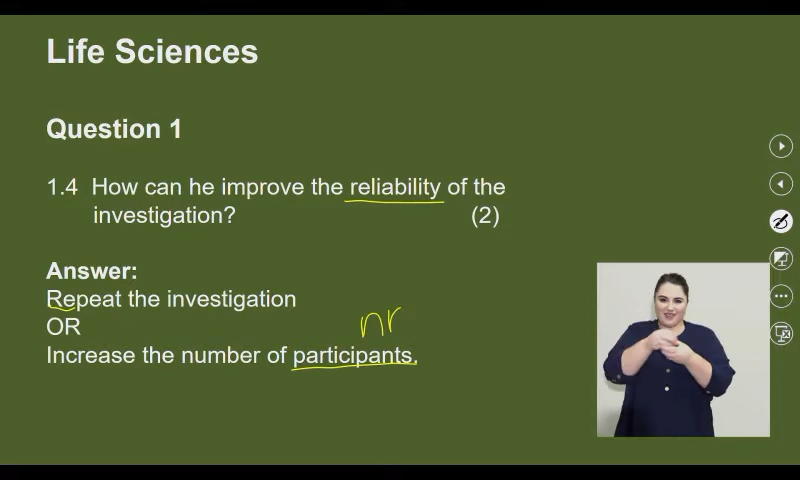 Life Sciences
Question 1
1.4 How can he improve the reliability of the
investigation? (2)
Answer:
Repeat the investigation
OR
nr
Increase the number of participants.